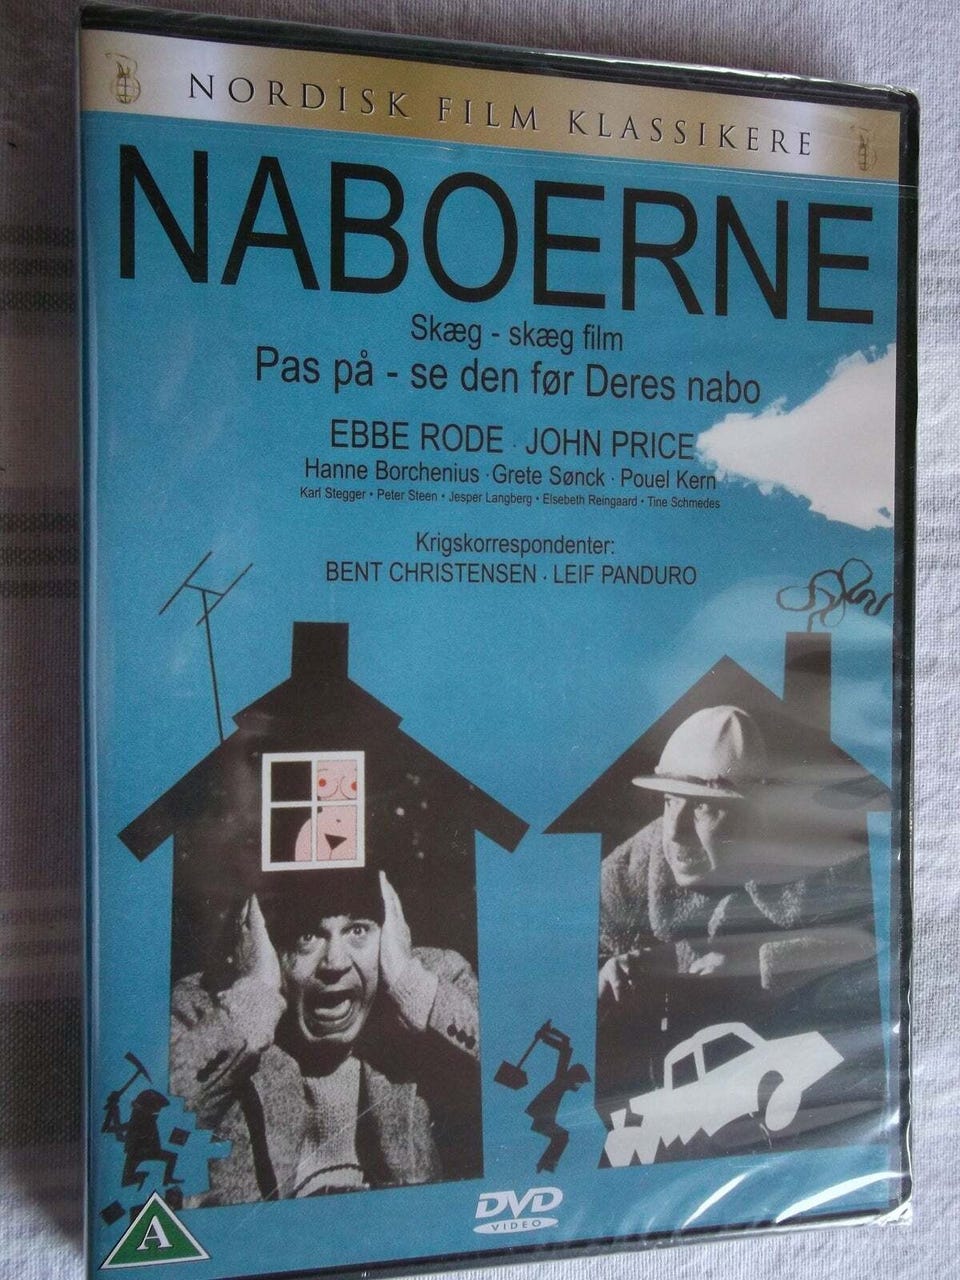 NORDISK FILM KLASSIKERE
NABOERNE
Skæg - skæg film
Pas på - se den før Deres nabo
EBBE RODE · JOHN PRICE
Hanne Borchenius · Grete Sønck · Pouel Kern
Karl Stegger • Peter Steen • Jesper Langberg • Elsebeth Reingaard • Tine Schmedes
Krigskorrespondenter:
BENT CHRISTENSEN · LEIF PANDURO
A
DVD
VIDEO